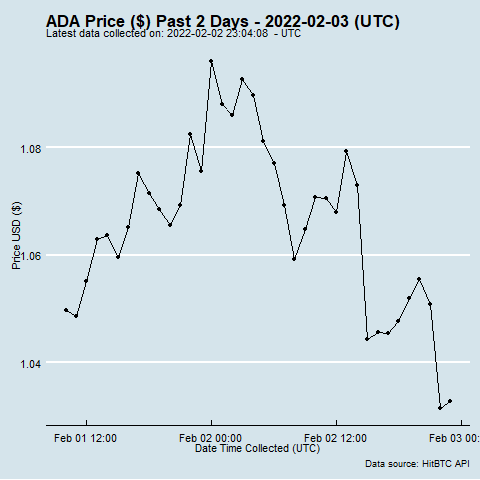 ADA Price ($) Past 2 Days - 2022-02-03 (UTC)
Latest data collected on: 2022-02-02 23:04:08 - UTC
1.08
1.06
1.04
Price USD ($)
Feb 01 12:00
Feb 02 00:00
Feb 02 12:00
Feb 03 00:
Date Time Collected (UTC)
Data source: HitBTC API